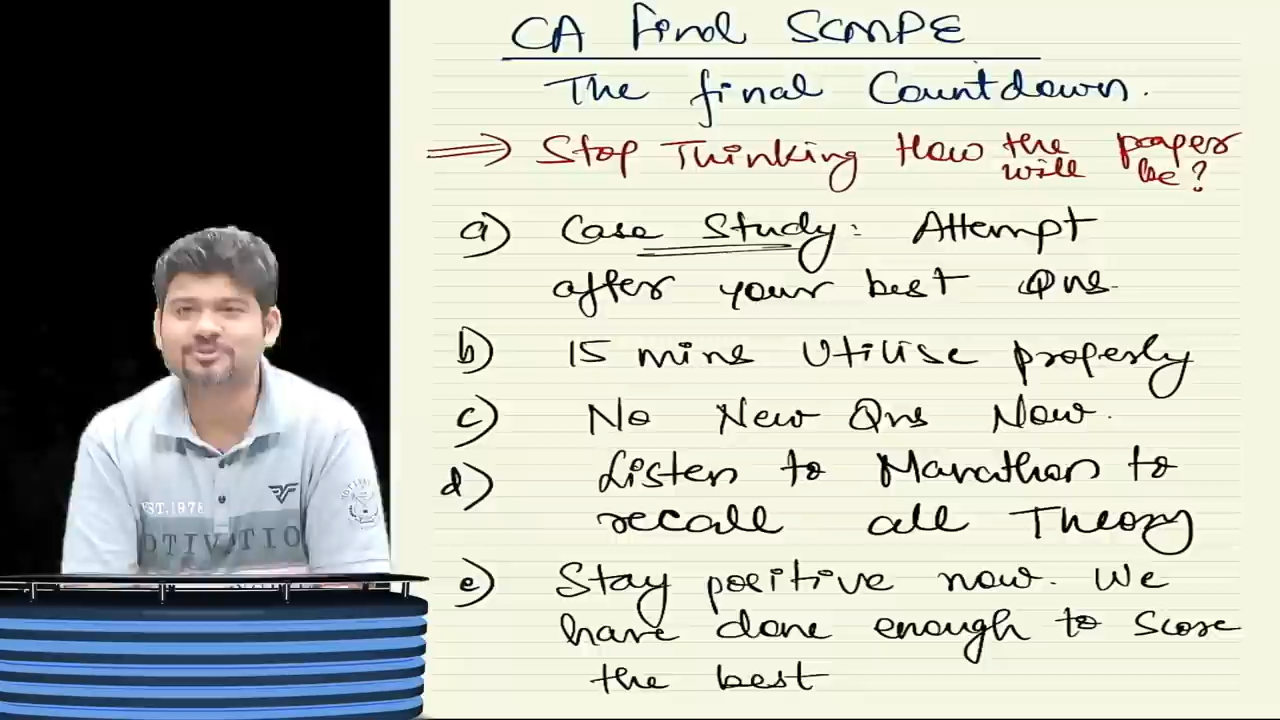 CA Final SCMPE
The final Countdown.
⇒ Stop Thinking How the paper
will be?
a) Case Study: Attempt
after your best Qns.
b) 15 mins Utilise properly
c) No New Qns Now.
d) Listen to Marathon to
recall all Theory
e) Stay positive now. We
have done enough to score
the best
EST.1978
OTIVATIO